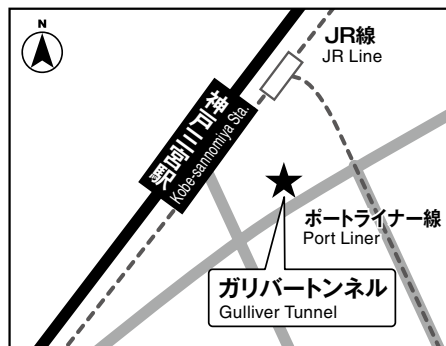 N
JR線
JR Line
神戸三宮駅
Kobe-sannomiya Sta.
ポートライナー線
Port Liner
ガリバートンネル
Gulliver Tunnel